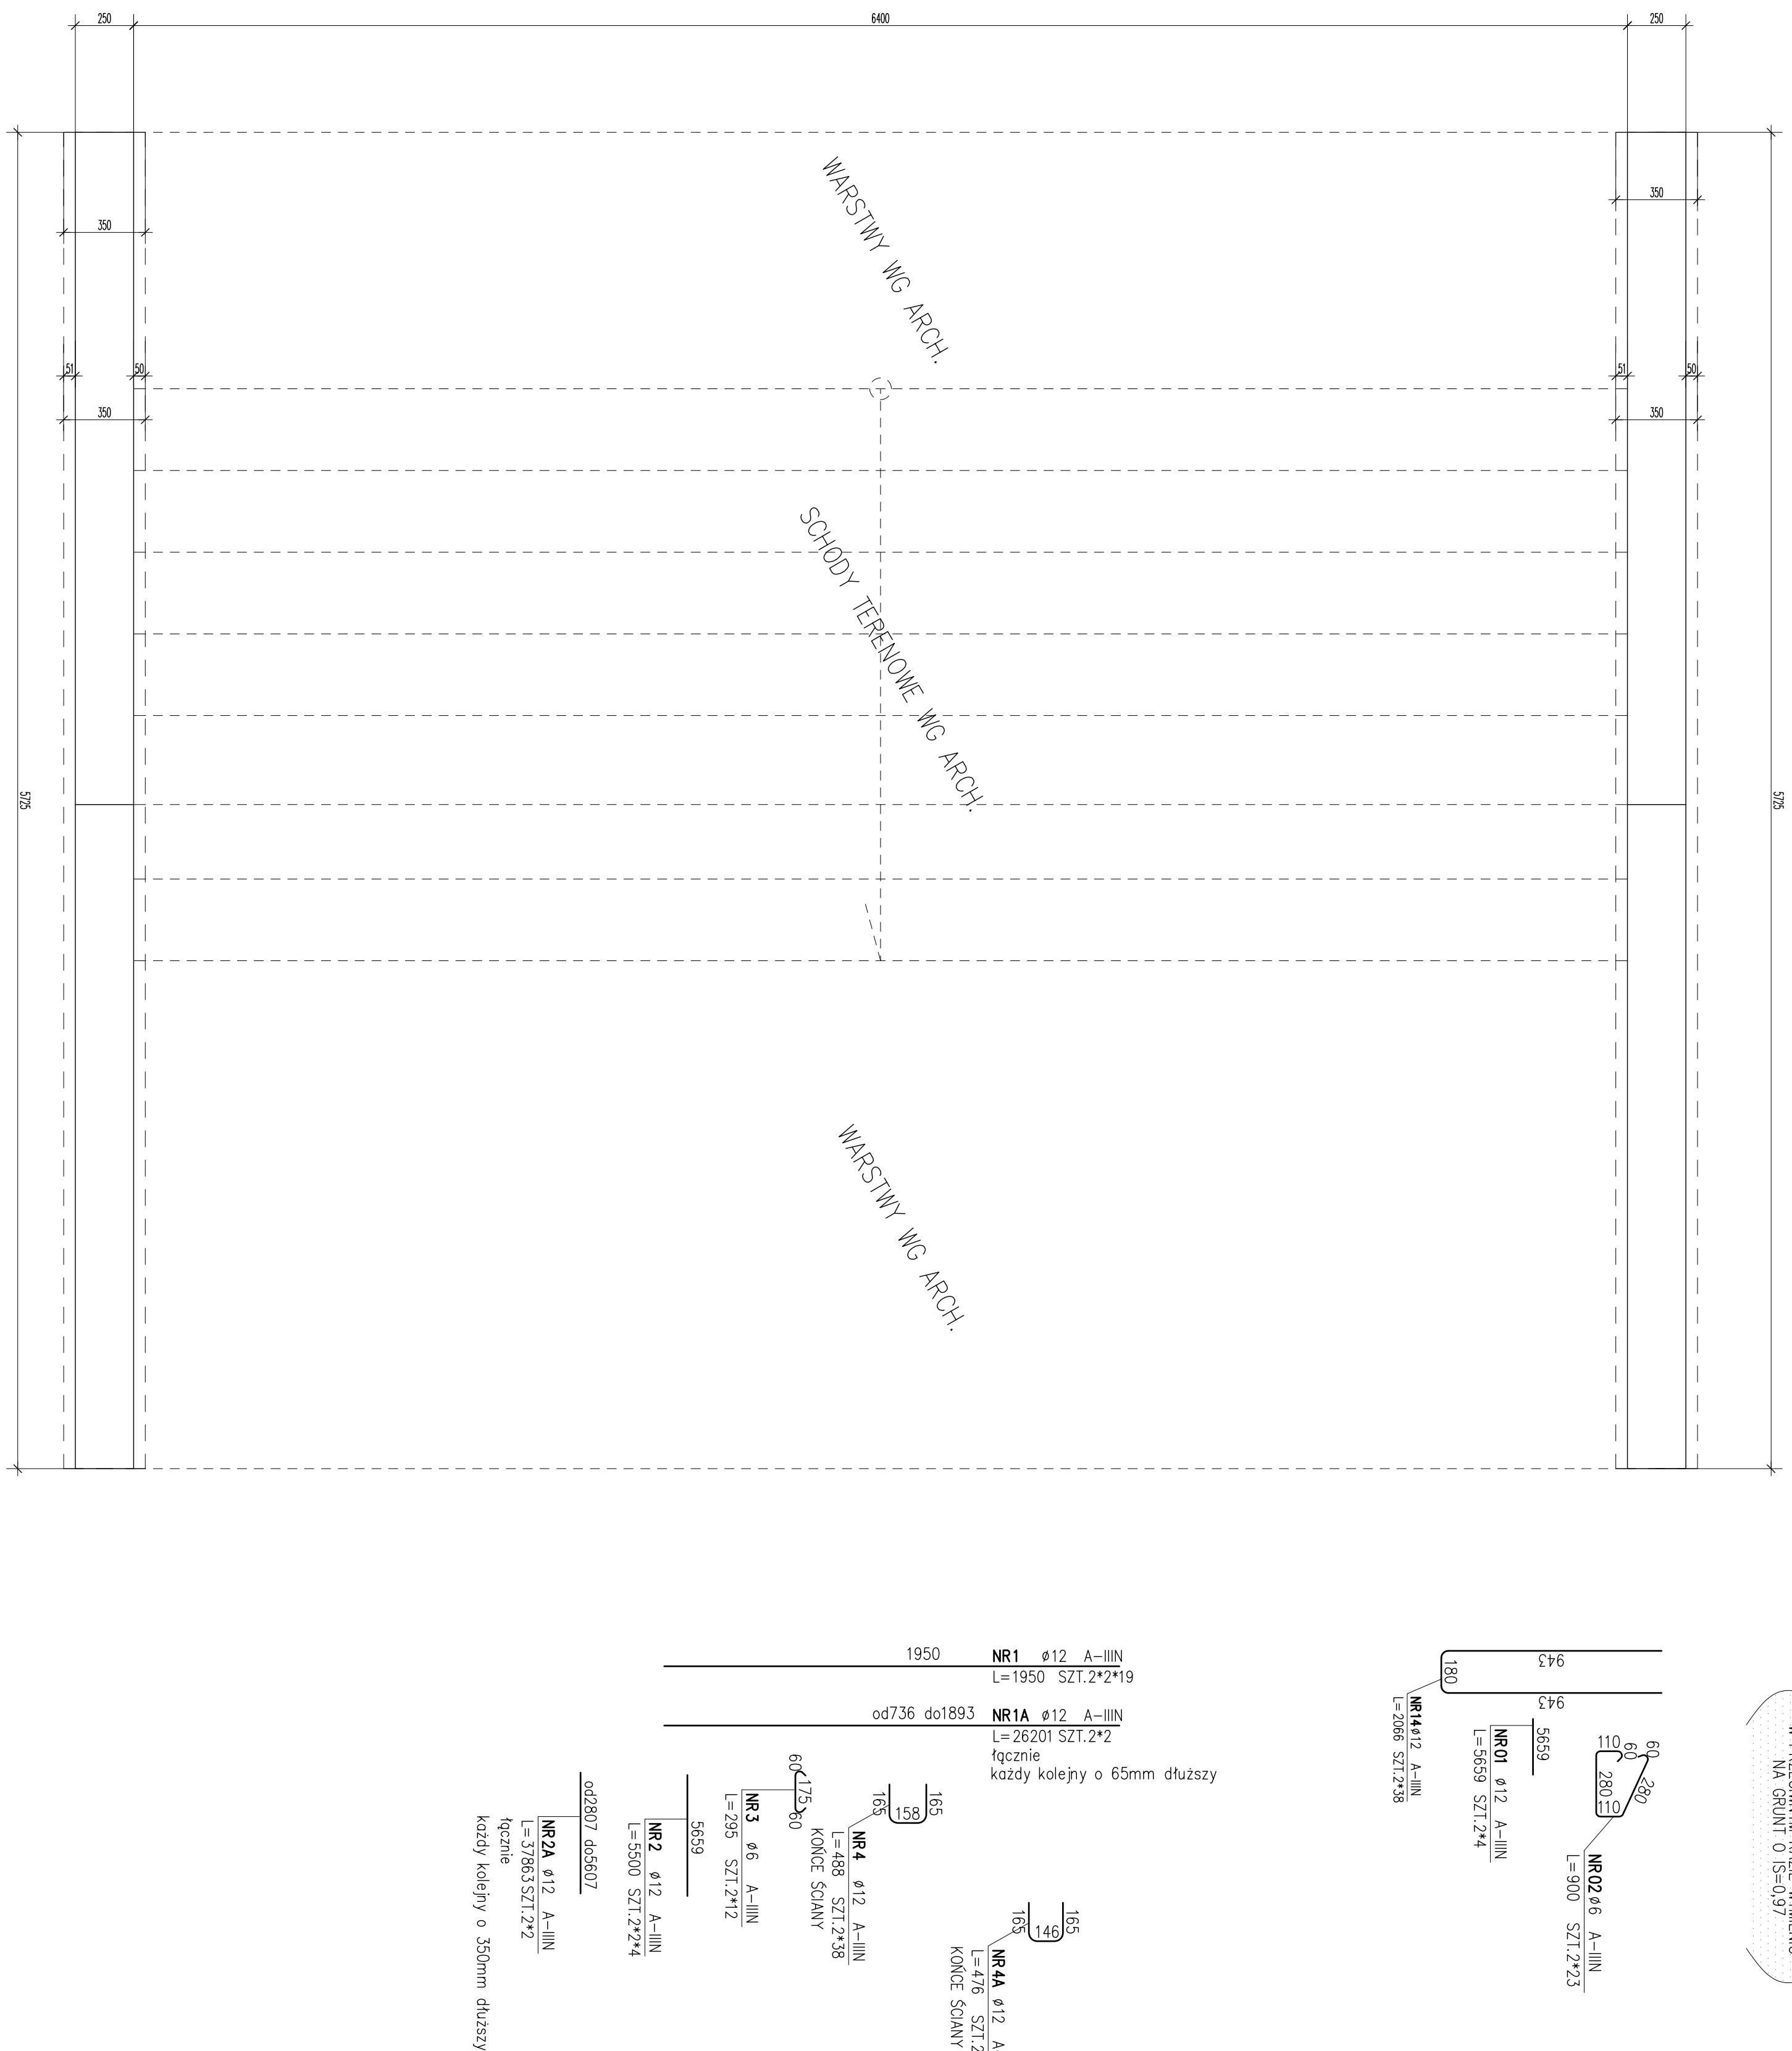 250
6400
250
350
350
51
50
51
50
350
350
5725
5725
WARSTWY WG ARCH.
SCHODY TERENOWE WG ARCH.
WARSTWY WG ARCH.
1950
NR1 ø12 A-IIIN
L=1950 SZT.2*2*19
od736 do1893
NR1A ø12 A-IIIN
L=26201 SZT.2*2
łącznie
każdy kolejny o 65mm dłuższy
943
180
943
NR14 ø12 A-IIIN
L=2066 SZT.2*38
5659
NR01 ø12 A-IIIN
L=5659 SZT.2*4
110
60
60
280
280
110
NR02 ø6 A-IIIN
L=900 SZT.2*23
NA GRUNT O IS=0,97
60
175
60
NR3 ø6 A-IIIN
L=295 SZT.2*12
165
158
165
NR4 ø12 A-IIIN
L=488 SZT.2*38
KOŃCE ŚCIANY
165
146
165
NR4A ø12
L=476 SZT.2
KOŃCE ŚCIANY
5659
NR2 ø12 A-IIIN
L=5500 SZT.2*2*4
od2807 do5607
NR2A ø12 A-IIIN
L=37863 SZT.2*2
łącznie
każdy kolejny o 350mm dłuższy